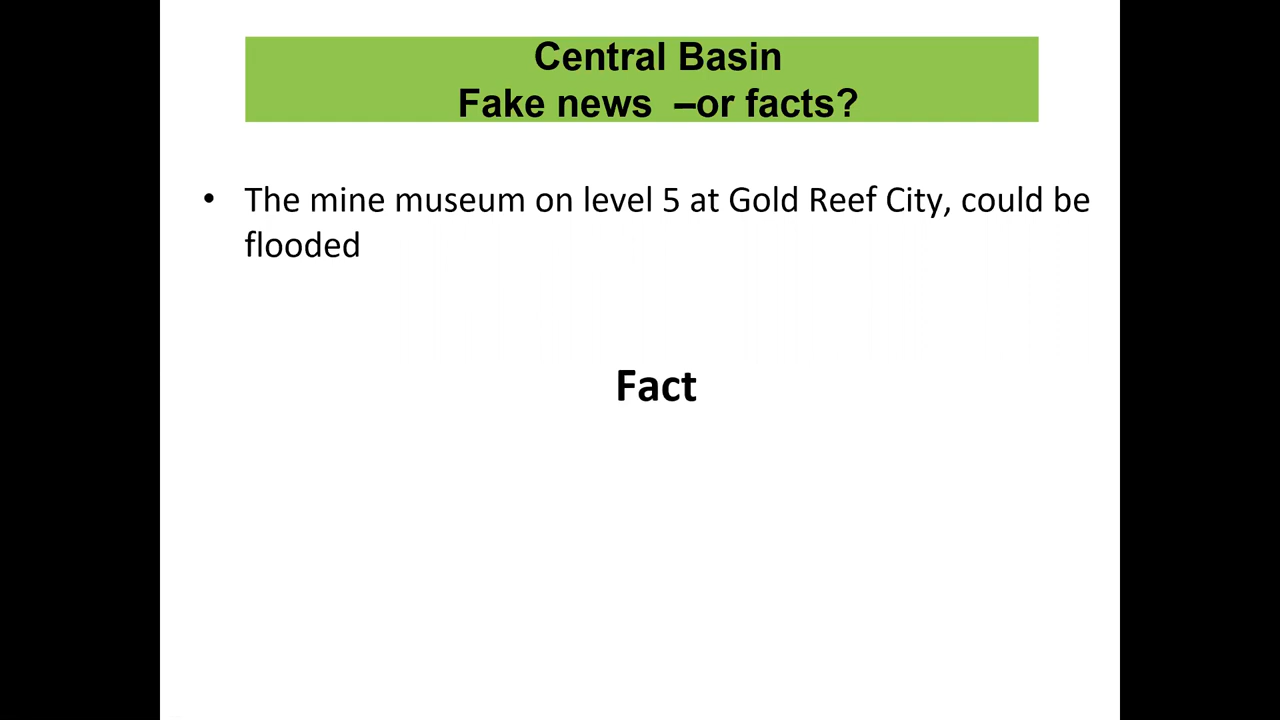 Central Basin
Fake news –or facts?
• The mine museum on level 5 at Gold Reef City, could be
flooded
Fact